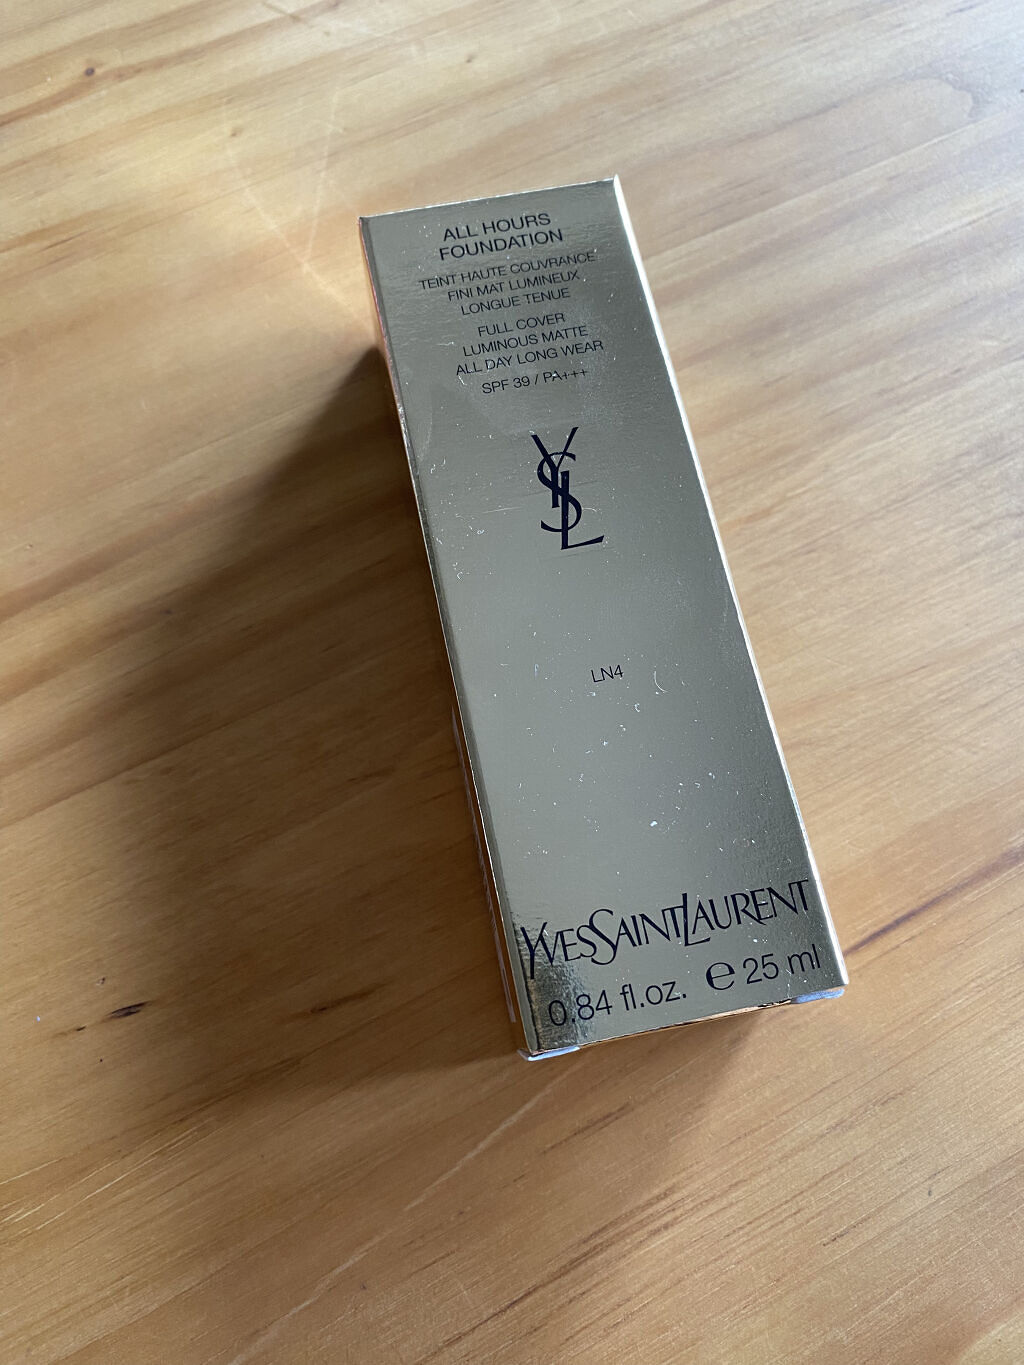 ALL HOURS
FOUNDATION
TEINT HAUTE COUVRANCE
FINI MAT LUMINEUX
LONGUE TENUE
FULL COVER
LUMINOUS MATTE
ALL DAY LONG WEAR
SPF 39 / PA+++
YSL
LN4
YVESSAINTLAURENT
0.84 fl.oz. ℮ 25 ml